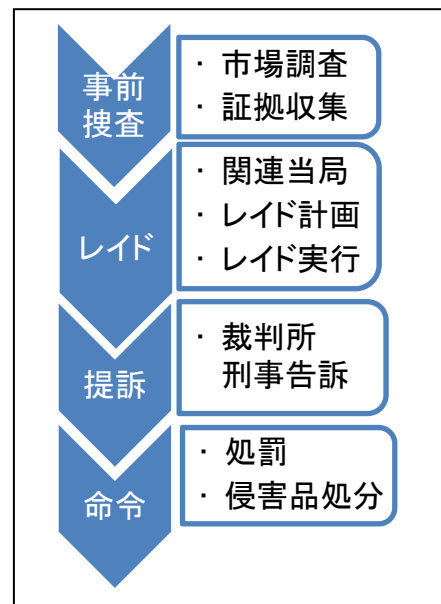 事前
捜査
· 市場調査
· 証拠収集
レイド
· 関連当局
· レイド計画
· レイド実行
提訴
· 裁判所
刑事告訴
命令
· 処罰
· 侵害品処分